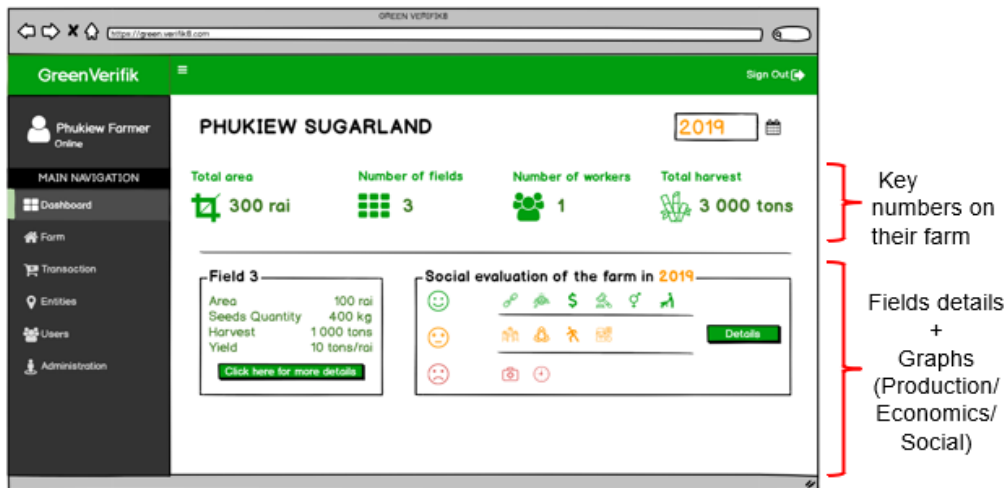 GREEN VERIFIK8
https://green.verifik8.com
GreenVerifik
Sign Out
Phukiew Farmer
Online
PHUKIEW SUGARLAND
2019
MAIN NAVIGATION
Dashboard
Farm
Transaction
Entities
Users
Administration
Total area
Number of fields
Number of workers
Total harvest
300 rai
3
1
3 000 tons
Key
numbers on
their farm
Field 3
Area 100 rai
Seeds Quantity 400 kg
Harvest 1 000 tons
Yield 10 tons/rai
Click here for more details
Social evaluation of the farm in 2019
Details
Fields details
+
Graphs
(Production/
Economics/
Social)